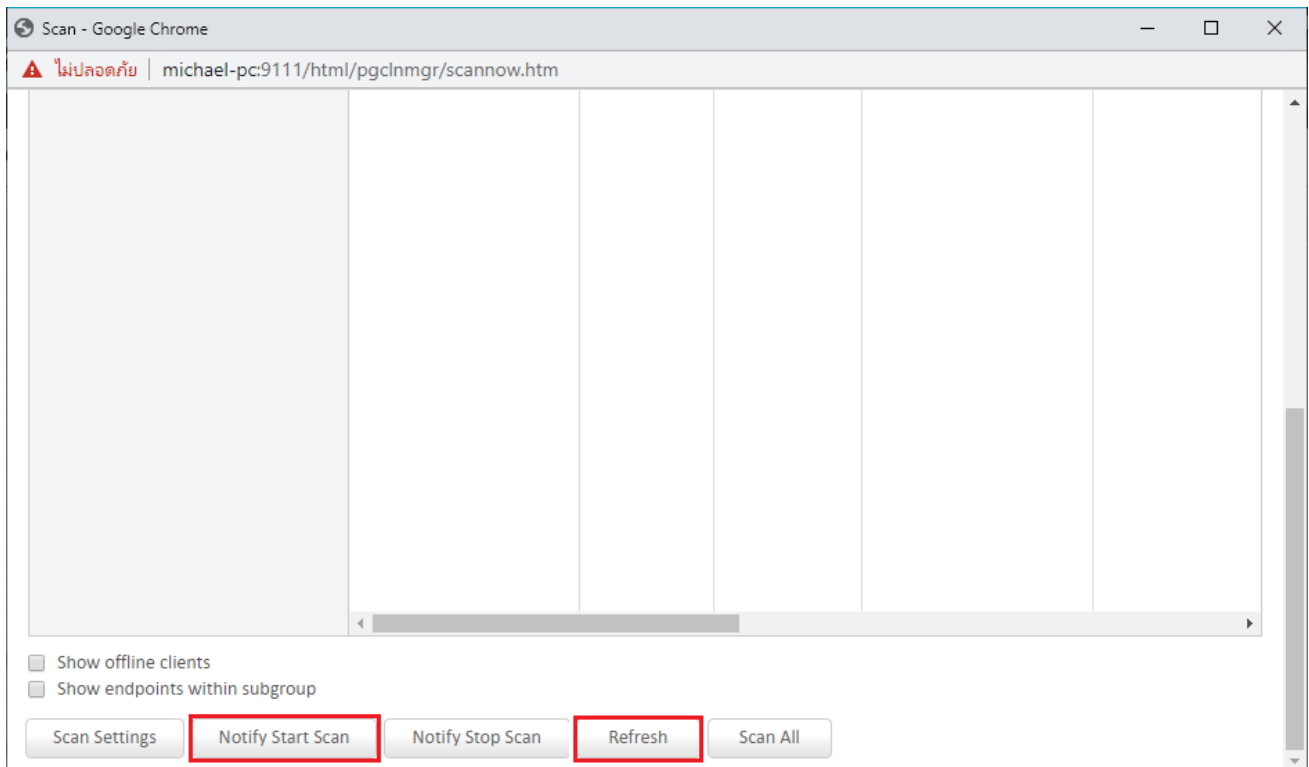 Scan - Google Chrome
ไม่ปลอดภัย | michael-pc:9111/html/pgclnmgr/scannow.htm
Show offline clients
Show endpoints within subgroup
Scan Settings Notify Start Scan Notify Stop Scan Refresh Scan All